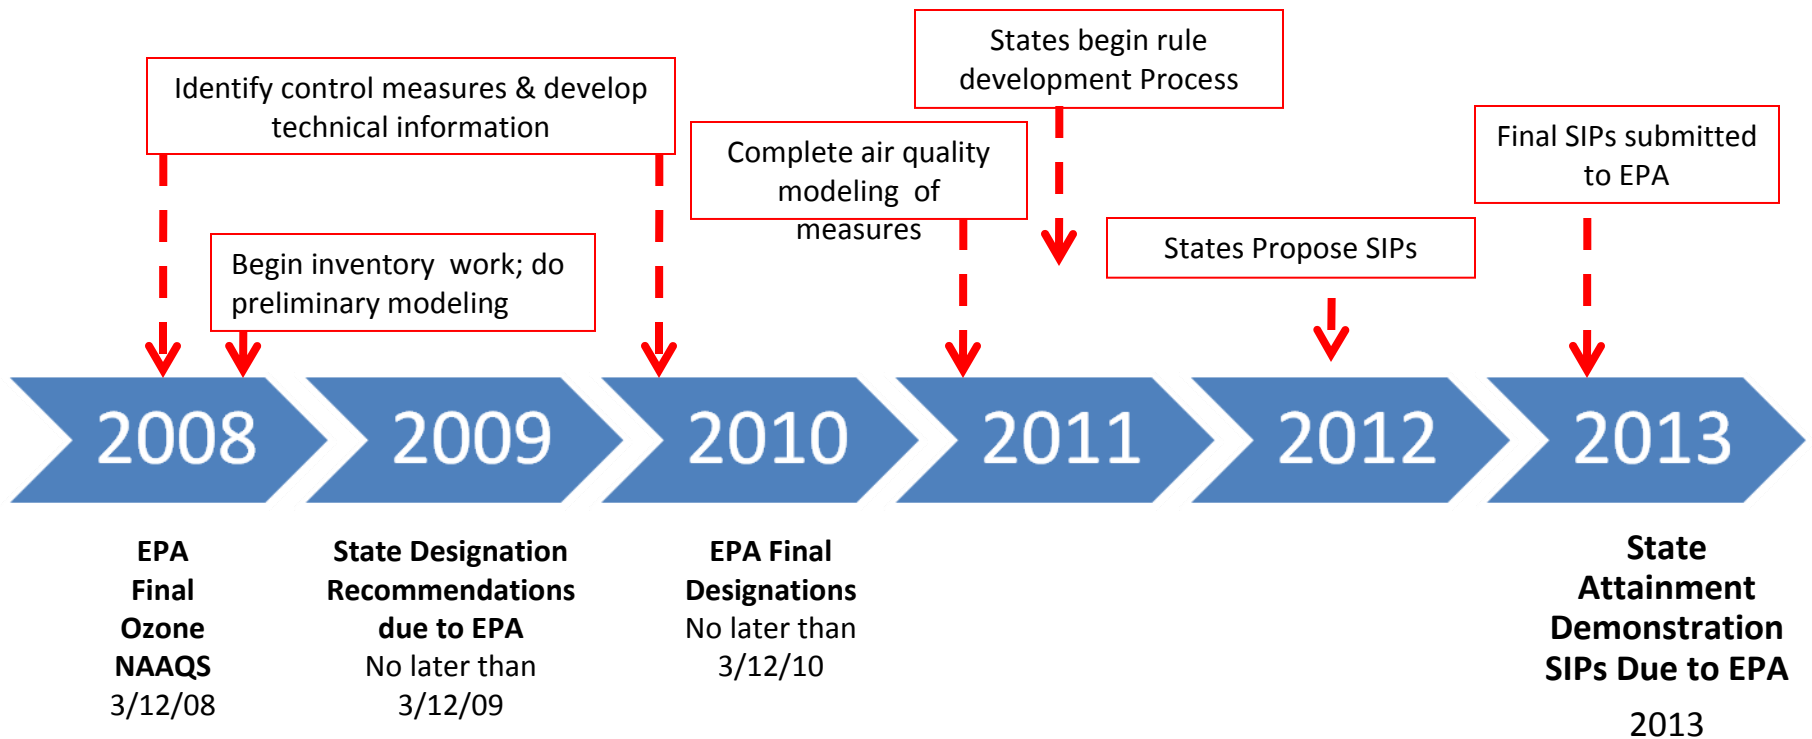 States begin rule
development Process
Identify control measures & develop
technical information
Complete air quality
modeling of
measures
Final SIPs submitted
to EPA
Begin inventory work; do
preliminary modeling
States Propose SIPs
2008
2009
2010
2011
2012
2013
EPA
Final
Ozone
NAAQS
3/12/08
State Designation
Recommendations
due to EPA
No later than
3/12/09
EPA Final
Designations
No later than
3/12/10
State
Attainment
Demonstration
SIPs Due to EPA
2013